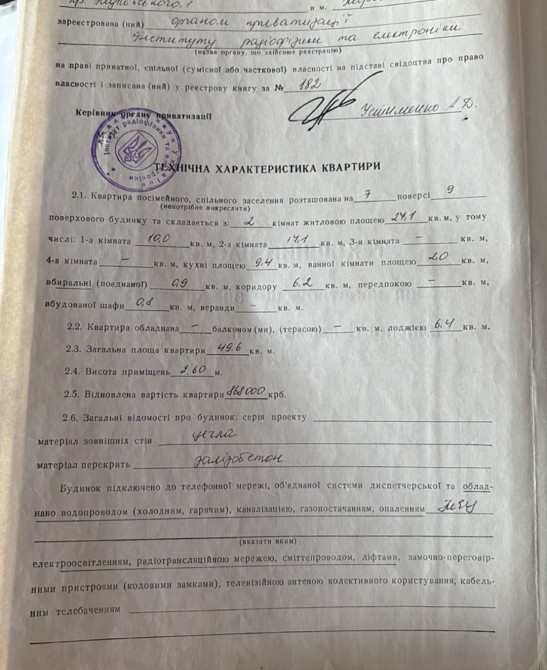 зареєстрована (ний) органом приватизації
Інституту радіофізики та електроніки
(назва органу, що здійснює реєстрацію)
на праві приватної, спільної (сумісної або часткової) власності на підставі свідоцтва про право
власності і записана (ий) у реєстрову книгу за № 182
Керівник органу приватизації
ТЕХНІЧНА ХАРАКТЕРИСТИКА КВАРТИРИ
2.1. Квартира посімейного, спільного заселення розташована на 7 поверсі 9
(непотрібне викреслити)
поверхового будинку та складається з: 2 кімнат житловою площею 27,1 кв. м, у тому
числі: 1-а кімната 10,0 кв. м, 2-а кімната 17,1 кв. м, 3-я кімната – кв. м,
4-а кімната – кв. м, кухні площею 9.4 кв. м, ванної кімнати площею 2.0 кв. м,
вбиральні (поєднаної) 0,9 кв. м, коридору 6.2 кв. м, передпокою – кв. м,
вбудованої шафи 0,8 кв. м, веранди – кв. м.
2.2. Квартира обладнана – балконом (ми), (терасою) – кв. м, лоджією 6.4 кв. м.
2.3. Загальна площа квартири 49.6 кв. м.
2.4. Висота приміщень 2,60 м.
2.5. Відновлена вартість квартири 868000 крб.
2.6. Загальні відомості про будинок: серія проекту
матеріал зовнішніх стін цегла
матеріал перекрить залізобетон
Будинок підключено до телефонної мережі, об'єднаної системи диспетчерської та облад-
нано водопроводом (холодним, гарячим), каналізацією, газопостачанням, опаленням
(вказати яким)
електроосвітленням, радіотрансляційною мережею, сміттєпроводом, ліфтами, замочно-переговір-
ними пристроями (кодовими замками), телевізійною антеною колективного користування, кабель-
ним телебаченням